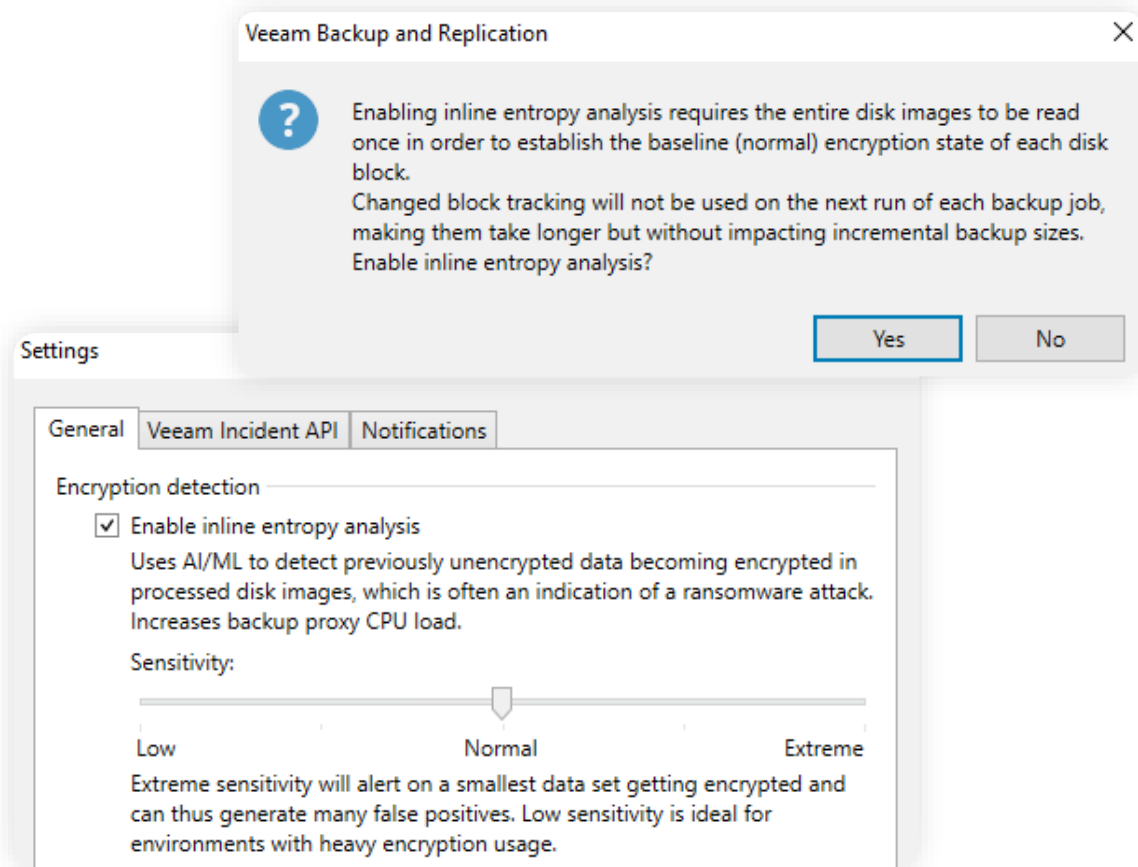 Veeam Backup and Replication
Enabling inline entropy analysis requires the entire disk images to be read
once in order to establish the baseline (normal) encryption state of each disk
block.
Changed block tracking will not be used on the next run of each backup job,
making them take longer but without impacting incremental backup sizes.
Enable inline entropy analysis?
Yes
No
Settings
General
Veeam Incident API
Notifications
Encryption detection
Enable inline entropy analysis
Uses AI/ML to detect previously unencrypted data becoming encrypted in
processed disk images, which is often an indication of a ransomware attack.
Increases backup proxy CPU load.
Sensitivity:
Low
Normal
Extreme
Extreme sensitivity will alert on a smallest data set getting encrypted and
can thus generate many false positives. Low sensitivity is ideal for
environments with heavy encryption usage.